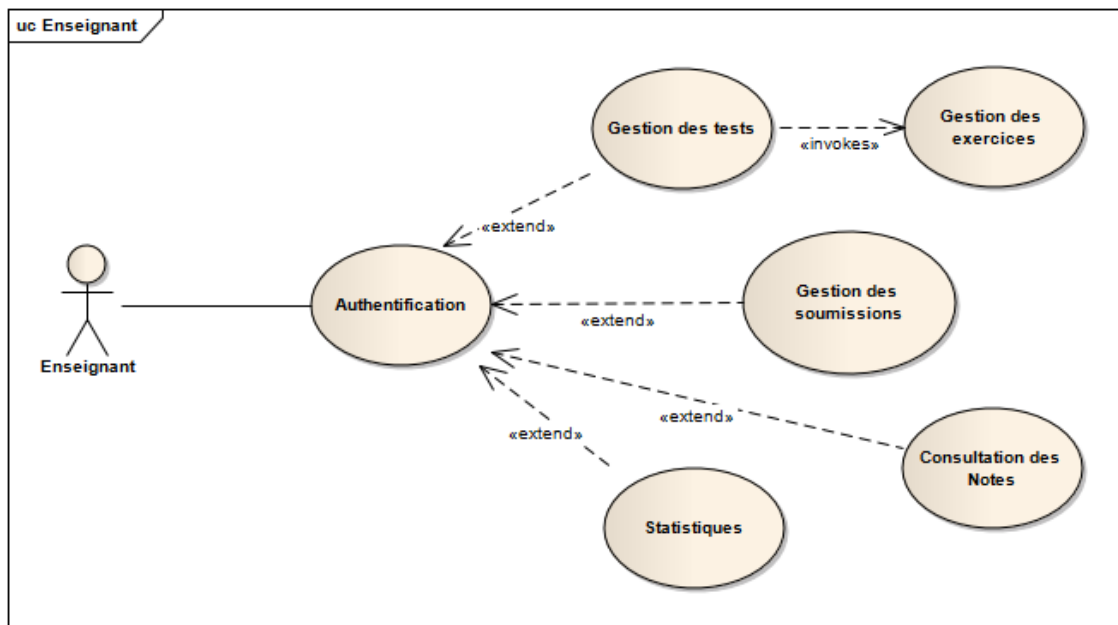 uc Enseignant
Gestion des tests
«invokes»
Gestion des
exercices
«extend»
Enseignant
Authentification
«extend»
Gestion des
soumissions
«extend»
«extend»
Consultation des
Notes
Statistiques